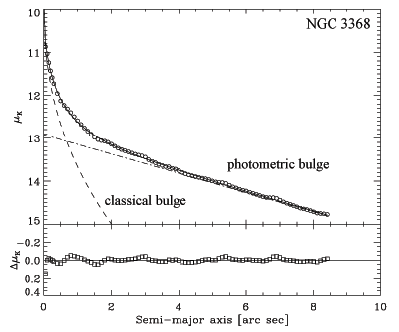 NGC 3368
10
11
12
13
14
15
μK
photometric bulge
classical bulge
-0.2
0.0
0.2
0.4
ΔμK
0 2 4 6 8 10
Semi-major axis [arc sec]